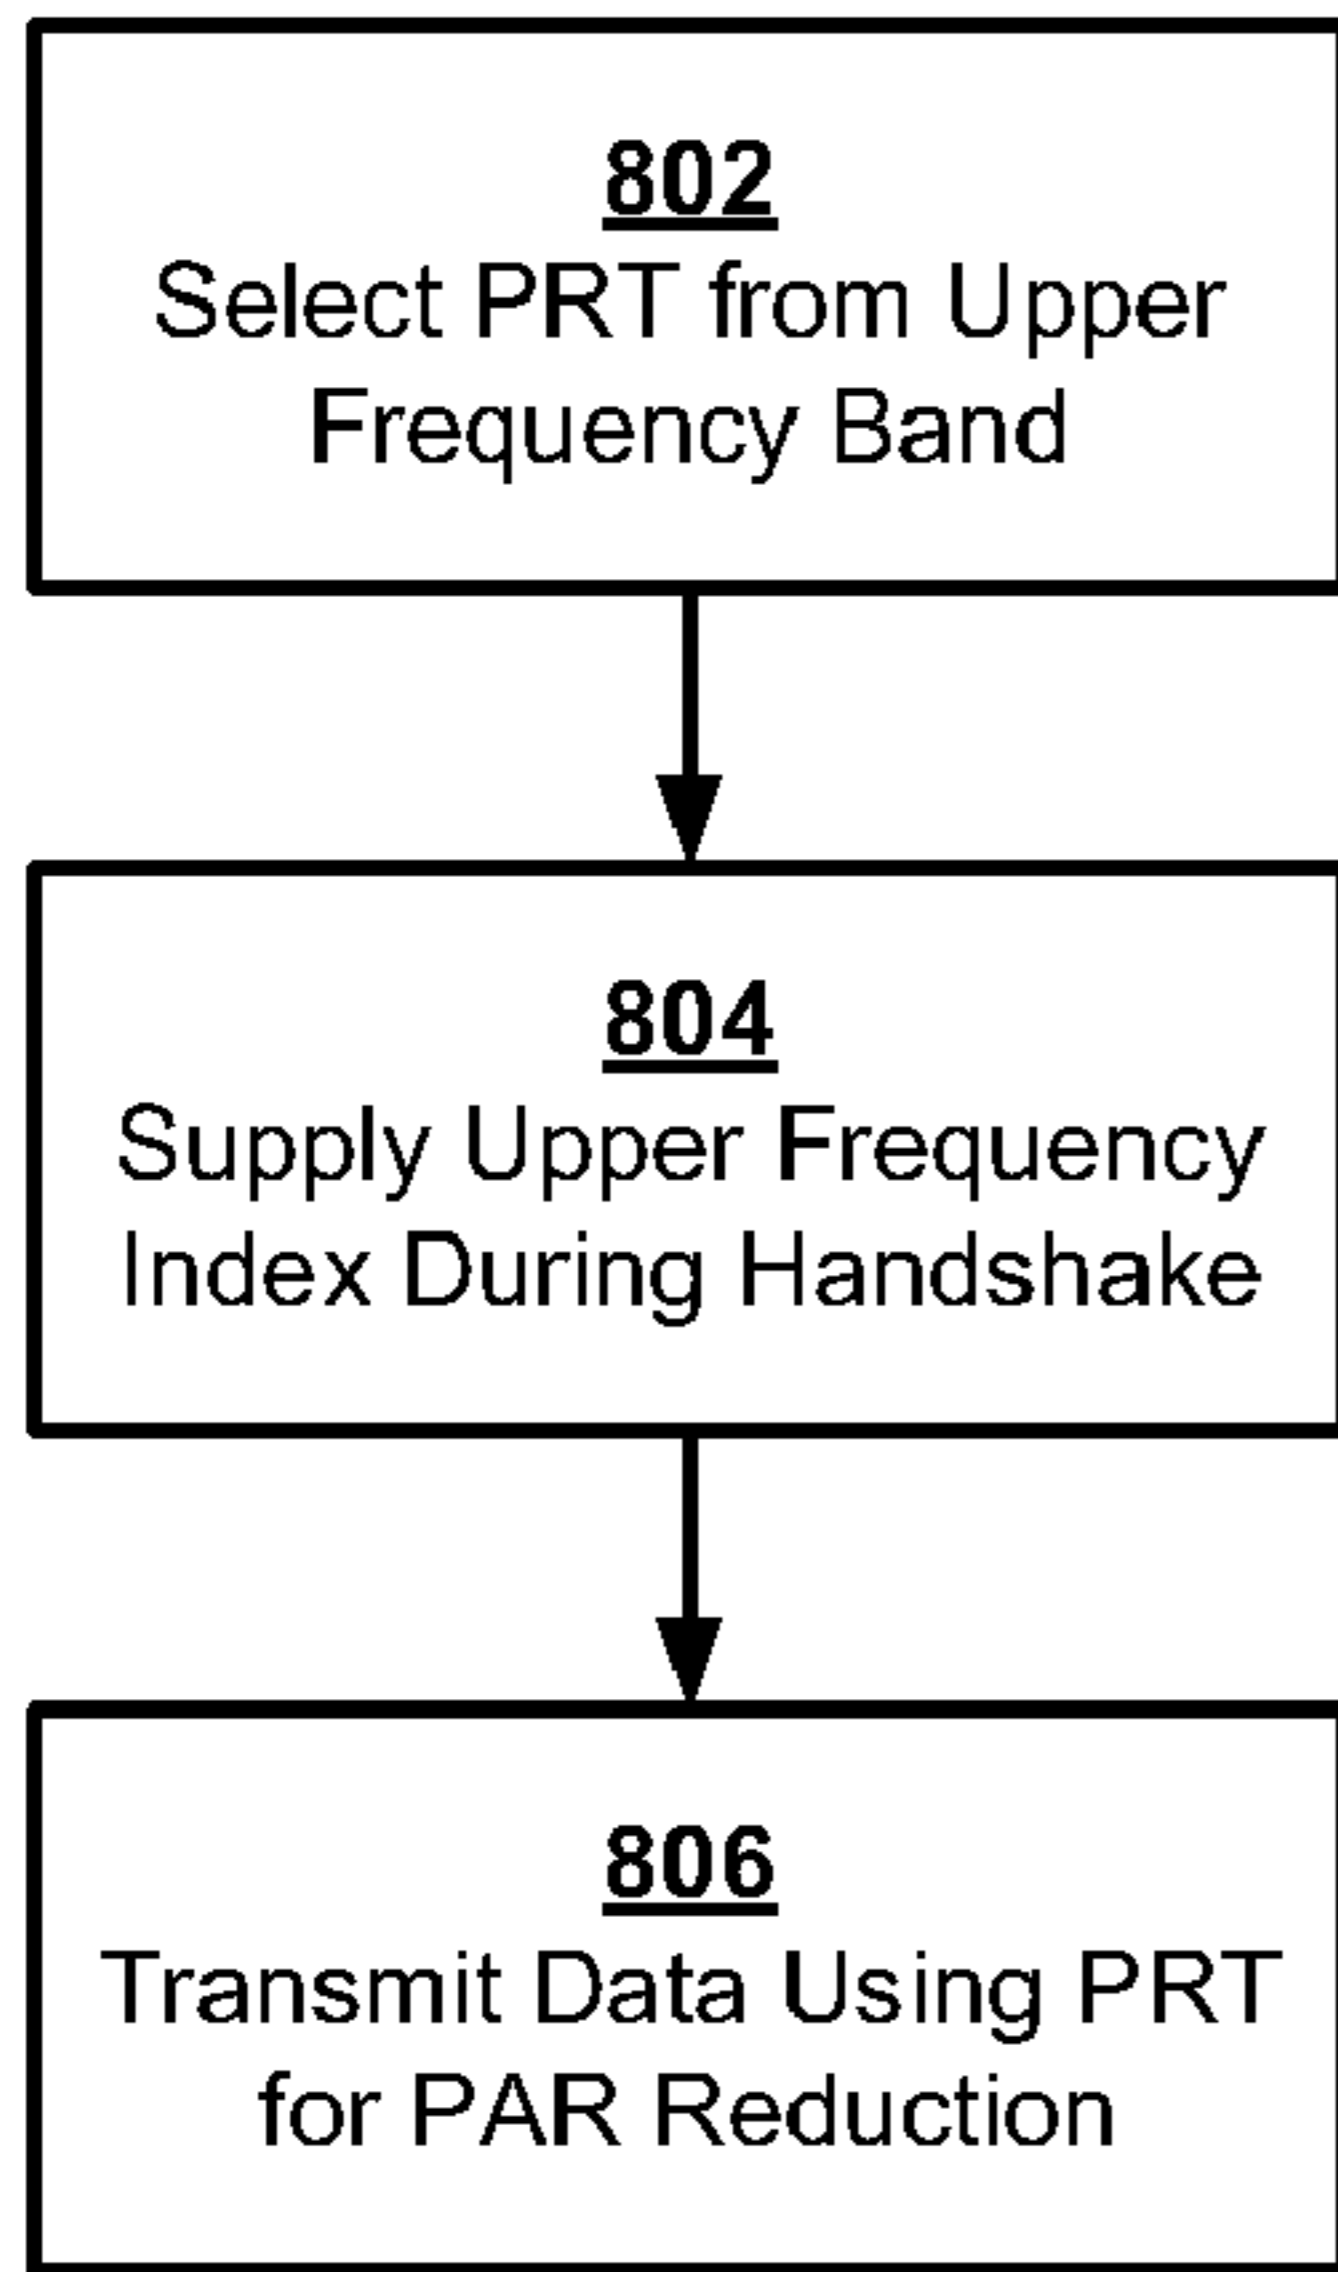 802
Select PRT from Upper
Frequency Band
804
Supply Upper Frequency
Index During Handshake
806
Transmit Data Using PRT
for PAR Reduction